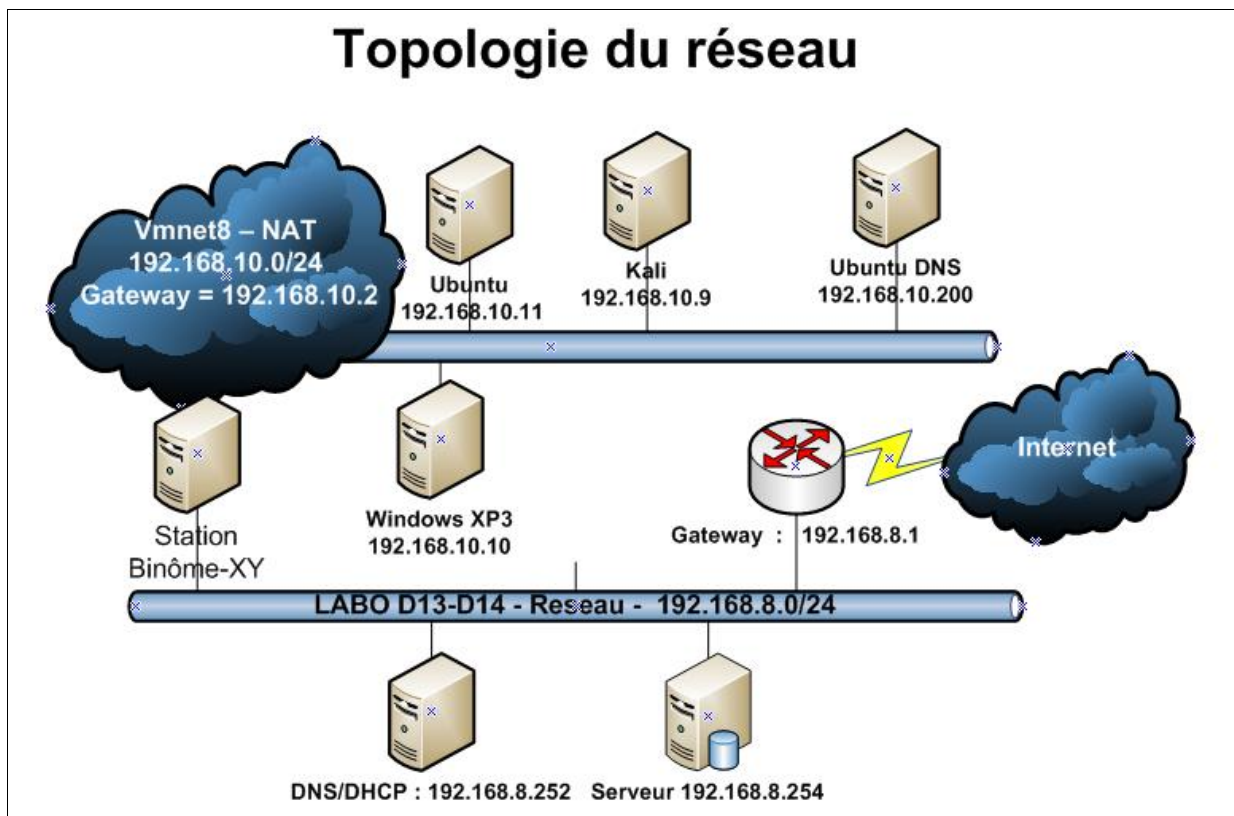 Topologie du réseau
Vmnet8 – NAT
192.168.10.0/24
Gateway = 192.168.10.2
Ubuntu
192.168.10.11
Kali
192.168.10.9
Ubuntu DNS
192.168.10.200
Station
Binôme-XY
Windows XP3
192.168.10.10
Gateway : 192.168.8.1
Internet
LABO D13-D14 - Reseau - 192.168.8.0/24
DNS/DHCP : 192.168.8.252
Serveur 192.168.8.254